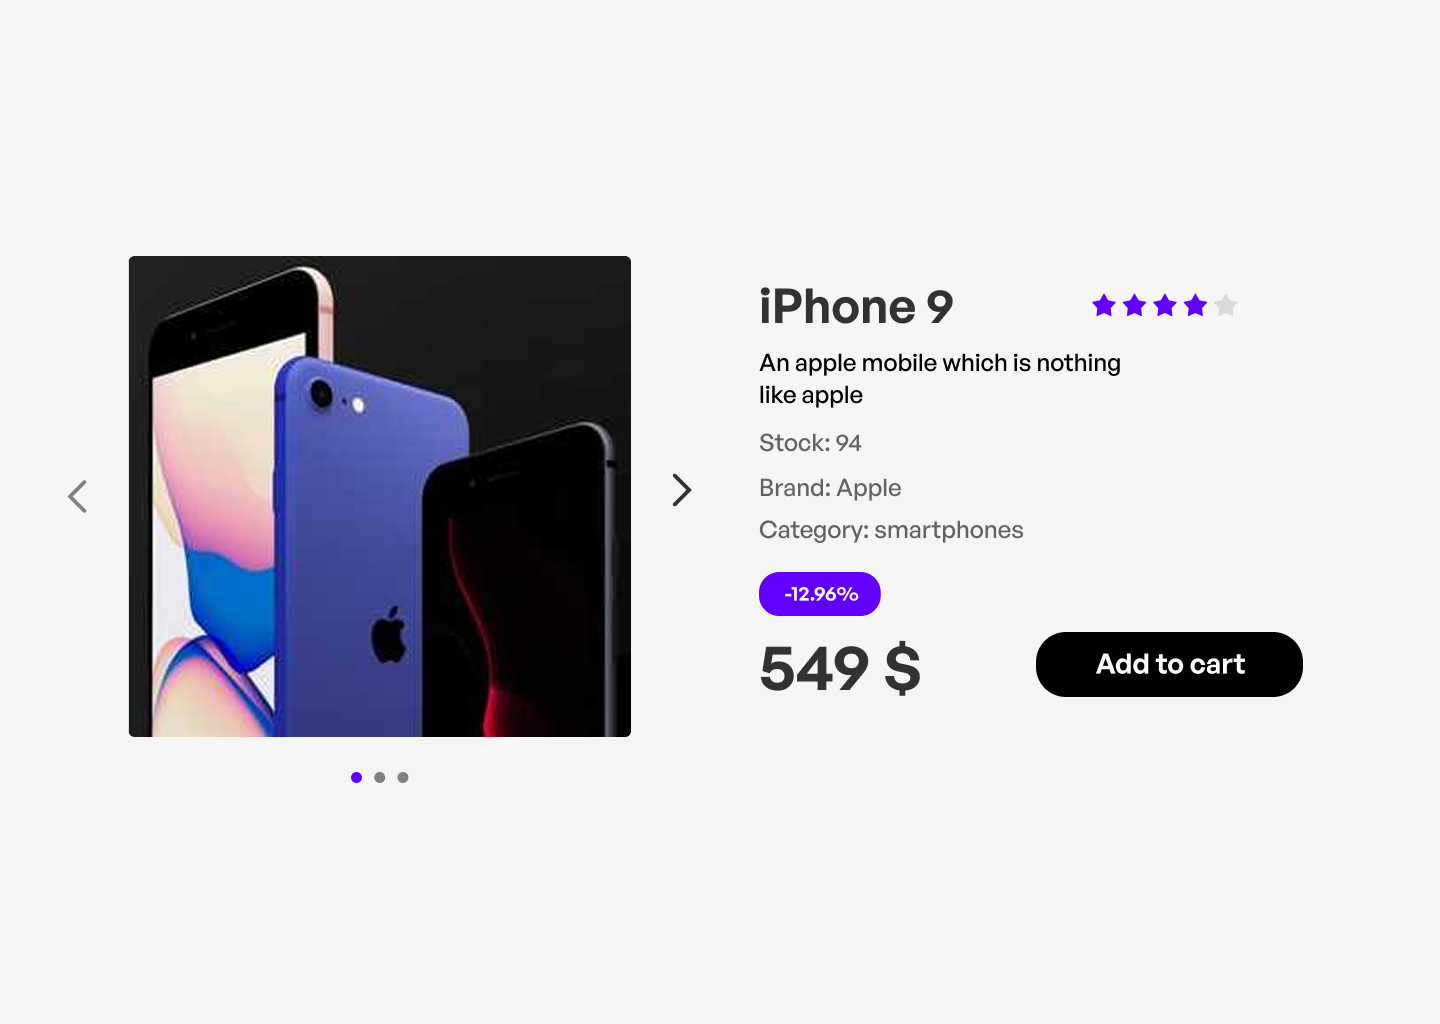 iPhone 9
An apple mobile which is nothing
like apple
Stock: 94
Brand: Apple
Category: smartphones
-12.96%
549 $
Add to cart